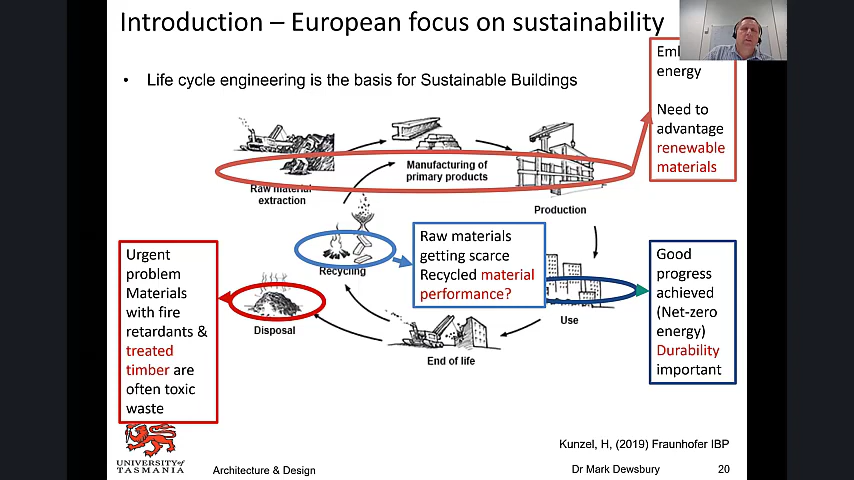 Introduction – European focus on sustainability
• Life cycle engineering is the basis for Sustainable Buildings
energy
Need to
advantage
renewable
materials
Manufacturing of
primary products
Raw material
extraction
Production
Raw materials
getting scarce
Recycled material
performance?
Recycling
Good
progress
achieved
(Net-zero
energy)
Durability
important
Urgent
problem
Materials
with fire
retardants &
treated
timber are
often toxic
waste
Disposal
Use
End of life
Kunzel, H, (2019) Fraunhofer IBP
UNIVERSITY of
TASMANIA
Architecture & Design
Dr Mark Dewsbury
20